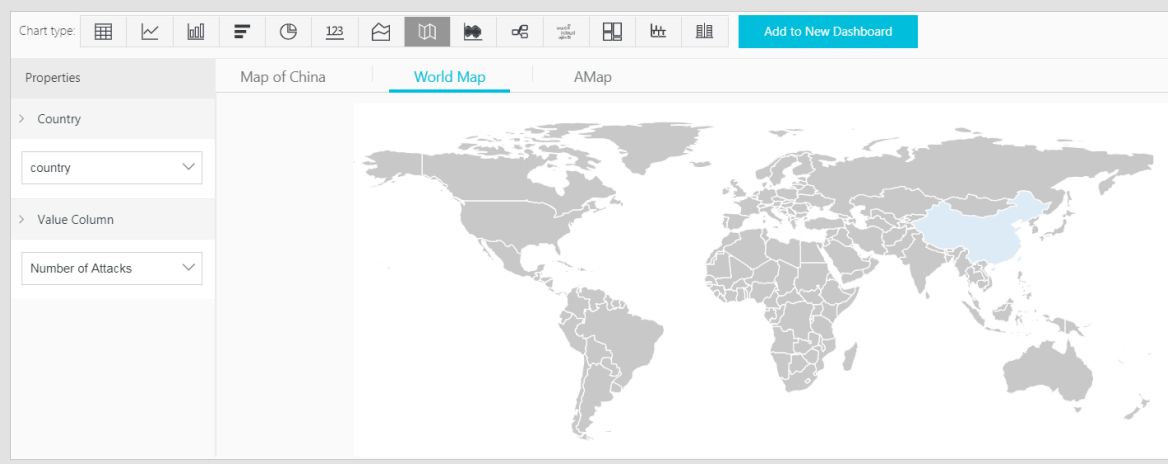 Chart type:
123
Add to New Dashboard
Properties
Map of China
World Map
AMap
Country
country
Value Column
Number of Attacks